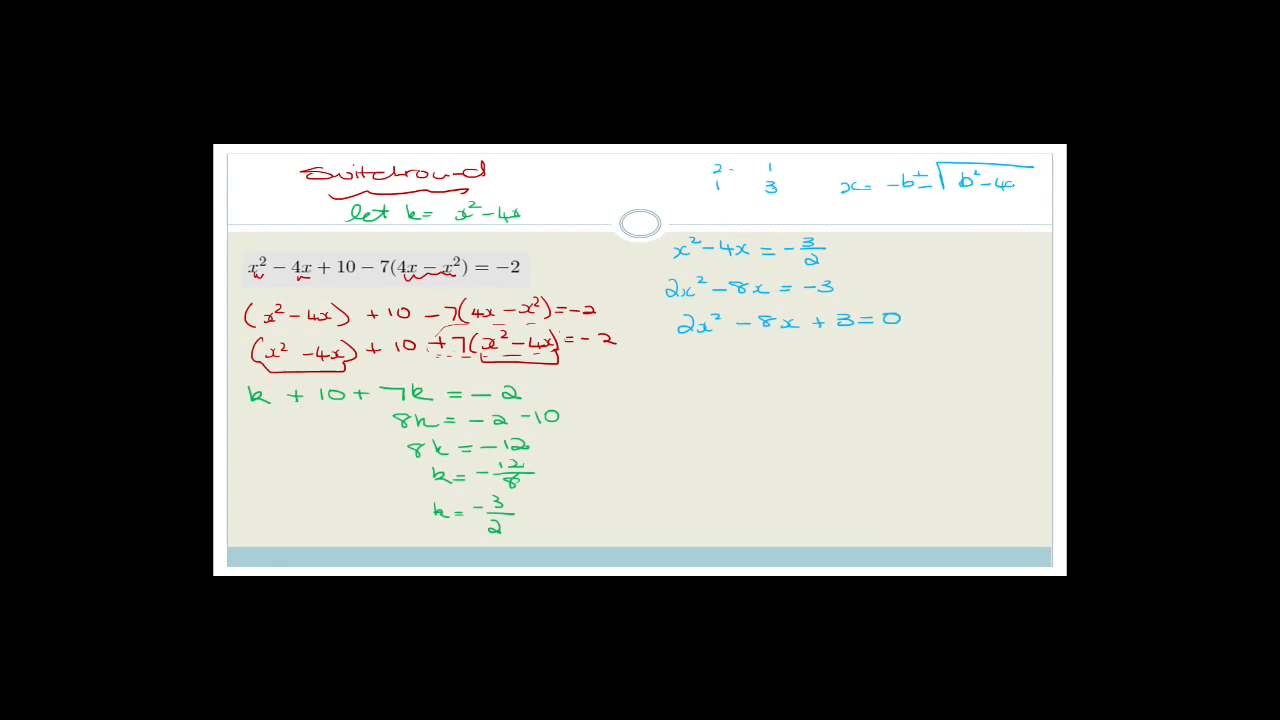 Switchround
let k = x² - 4x
x² − 4x + 10 − 7(4x − x²) = −2
(x² - 4x) + 10 - 7(4x - x²) = -2
(x² - 4x) + 10 + 7(x² - 4x) = -2
k + 10 + 7k = -2
8k = -2 -10
8k = -12
k = -12/8
k = -3/2
2 1
1 3
x = -b ± √b² - 4a
x² - 4x = -3/2
2x² - 8x = -3
2x² - 8x + 3 = 0